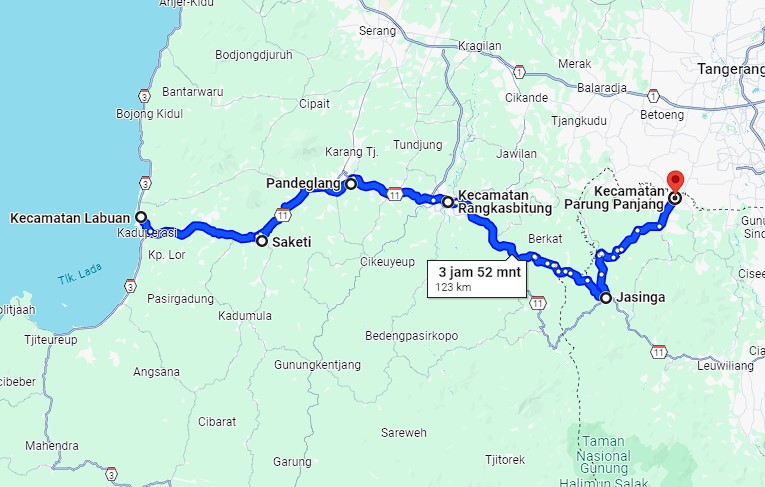 Anjer-Kidul
Serang
Kragilan
Bodjongdjuruh
Merak
Tangerang
1
3
Bantarwaru
Balaradja
1
Cipait
Cikande
Bojong Kidul
Betoeng
Tjangkudu
Tundjung
Karang Tj.
Jawilan
3
Pandeglang
11
Kecamatan
Rangkasbitung
Kecamatan
Parung Panjang
11
Kecamatan Labuan
Saketi
Berkat
Kp. Lor
Cikeuyeup
3 jam 52 mnt
123 km
Tlk. Lada
3
Pasirgadung
11
Jasinga
Kadumula
Tjiteureup
Bedengpasirkopo
11
Leuwiliang
Angsana
Gunungkentjang
Cibarat
Sareweh
Mahendra
Garung
Tjitorek
3
Taman
Nasional
Gunung
Halimun Salak